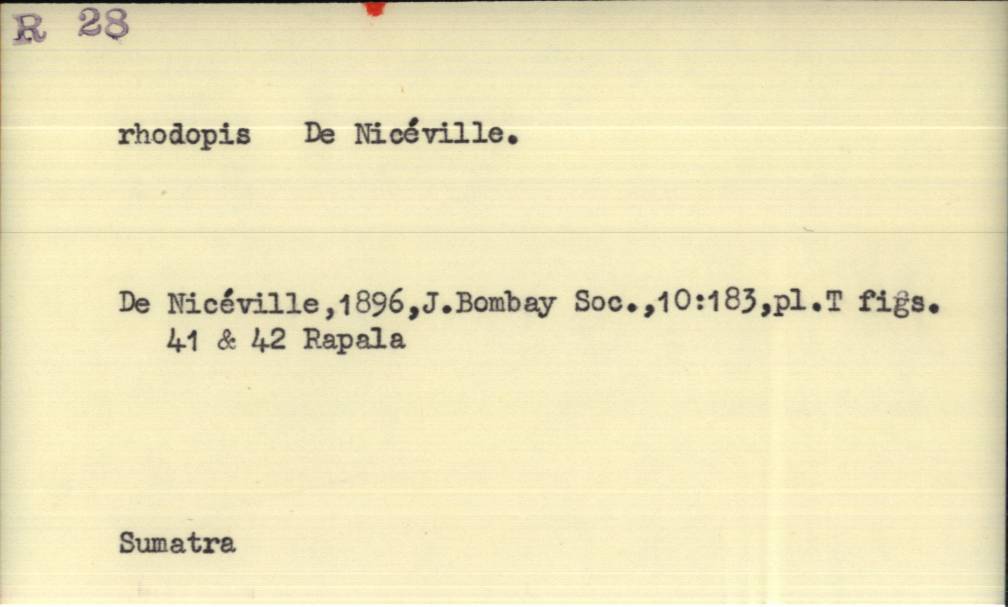 R 28
rhodopis De Nicéville.
De Nicéville,1896,J.Bombay Soc.,10:183,pl.T figs.
41 & 42 Rapala
Sumatra